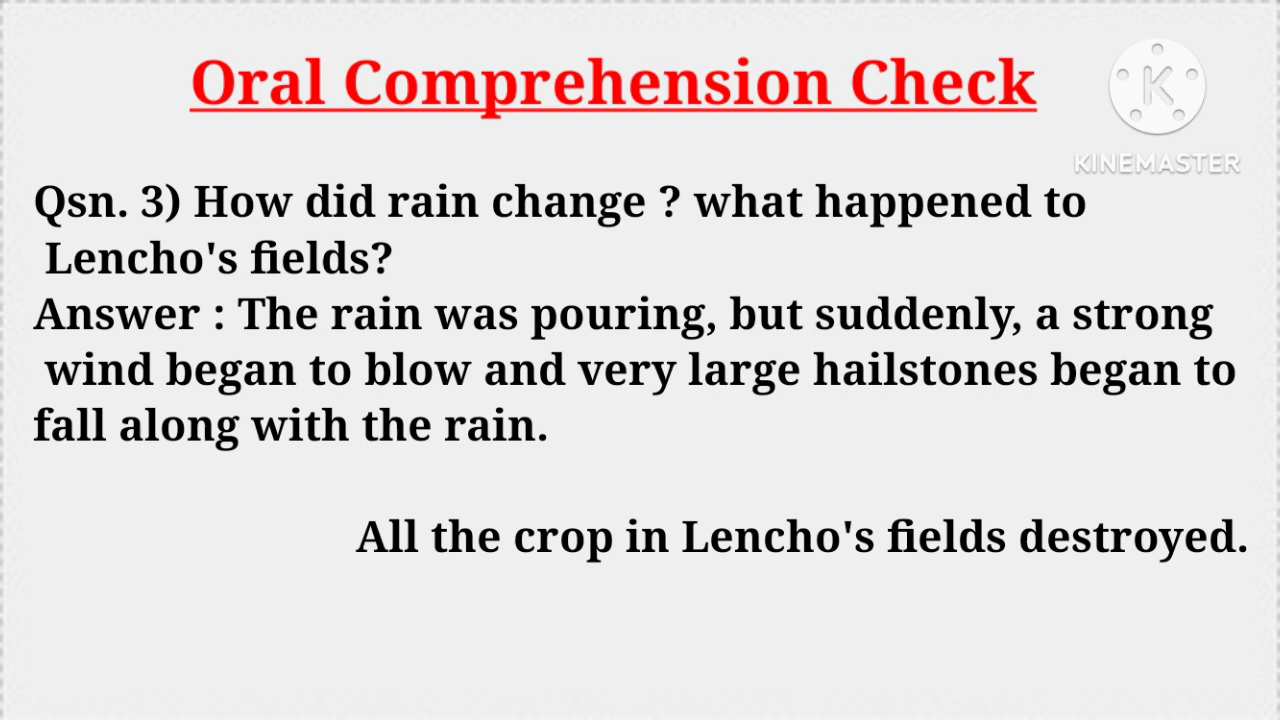 Oral Comprehension Check
K
KINEMASTER
Qsn. 3) How did rain change ? what happened to
Lencho's fields?
Answer : The rain was pouring, but suddenly, a strong
wind began to blow and very large hailstones began to
fall along with the rain.
All the crop in Lencho's fields destroyed.